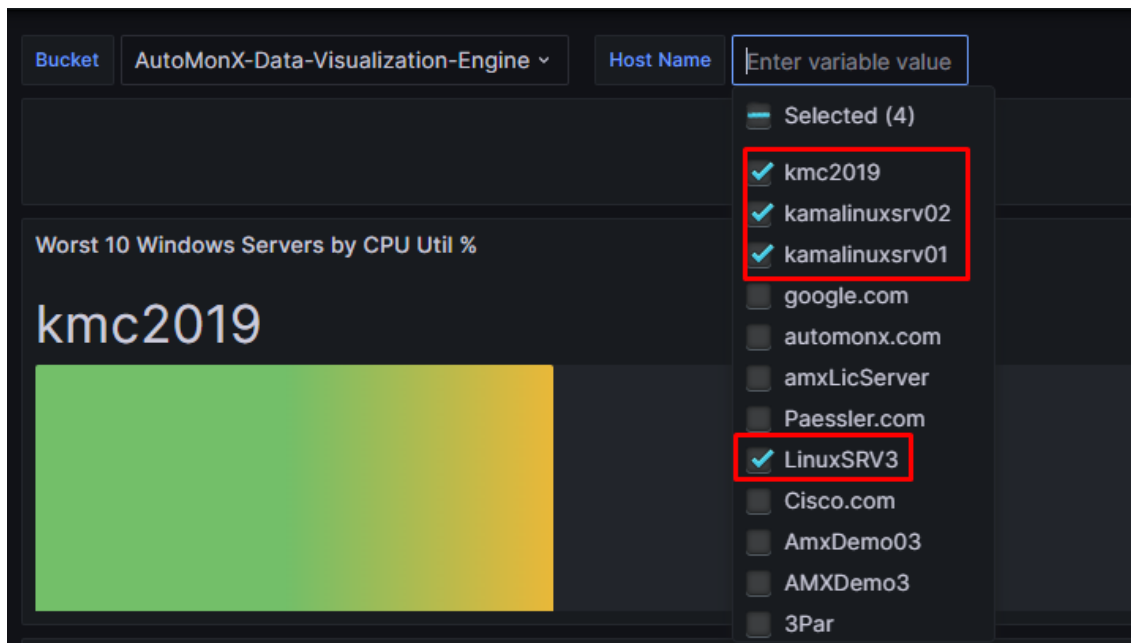 Bucket AutoMonX-Data-Visualization-Engine Host Name Enter variable value
Selected (4)
kmc2019
kamalinuxsrv02
kamalinuxsrv01
google.com
automonx.com
amxLicServer
Paessler.com
LinuxSRV3
Cisco.com
AmxDemo03
AMXDemo3
3Par
Worst 10 Windows Servers by CPU Util %
kmc2019